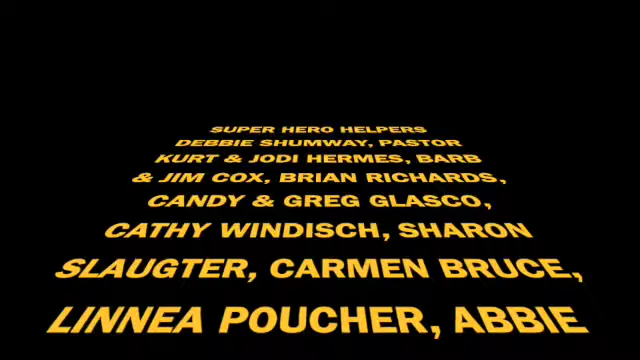 SUPER HERO HELPERS
DEBBIE SHUMWAY, PASTOR
KURT & JODI HERMES, BARB
& JIM COX, BRIAN RICHARDS,
CANDY & GREG GLASCO,
CATHY WINDISCH, SHARON
SLAUGTER, CARMEN BRUCE,
LINNEA POUCHER, ABBIE